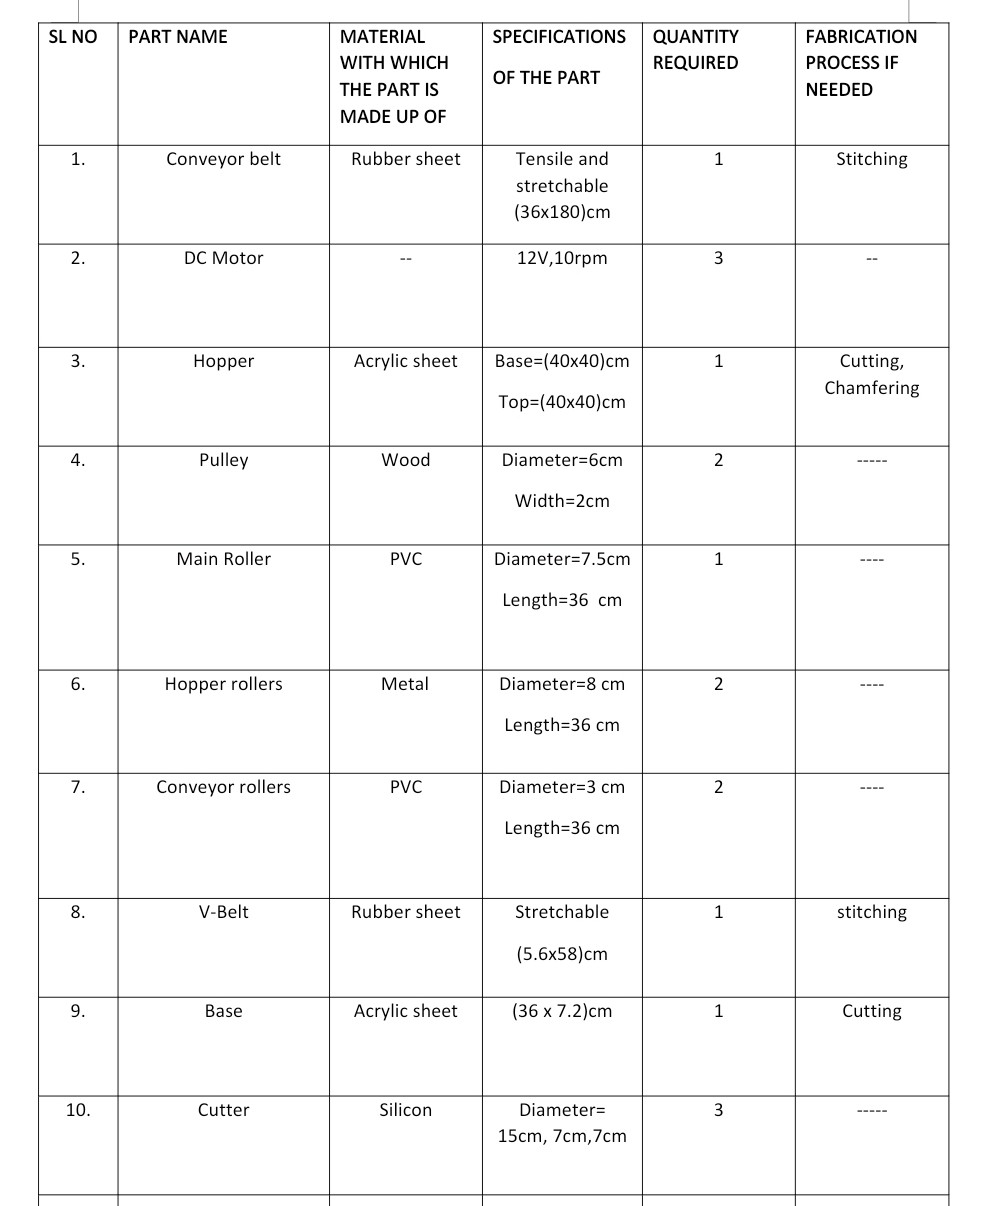 SL NO PART NAME MATERIAL WITH WHICH THE PART IS MADE UP OF SPECIFICATIONS OF THE PART QUANTITY REQUIRED FABRICATION PROCESS IF NEEDED
1. Conveyor belt Rubber sheet Tensile and stretchable (36x180)cm 1 Stitching
2. DC Motor -- 12V,10rpm 3 --
3. Hopper Acrylic sheet Base=(40x40)cm Top=(40x40)cm 1 Cutting, Chamfering
4. Pulley Wood Diameter=6cm Width=2cm 2 -----
5. Main Roller PVC Diameter=7.5cm Length=36 cm 1 ----
6. Hopper rollers Metal Diameter=8 cm Length=36 cm 2 ----
7. Conveyor rollers PVC Diameter=3 cm Length=36 cm 2 ----
8. V-Belt Rubber sheet Stretchable (5.6x58)cm 1 stitching
9. Base Acrylic sheet (36 x 7.2)cm 1 Cutting
10. Cutter Silicon Diameter= 15cm, 7cm,7cm 3 -----